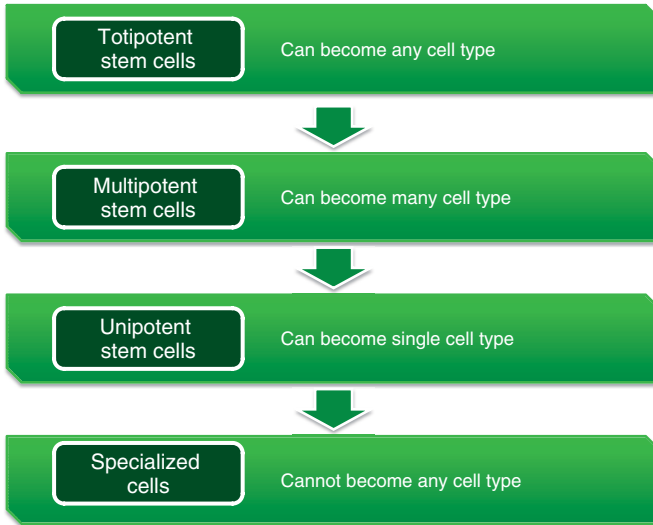 Totipotent
stem cells
Can become any cell type
Multipotent
stem cells
Can become many cell type
Unipotent
stem cells
Can become single cell type
Specialized
cells
Cannot become any cell type